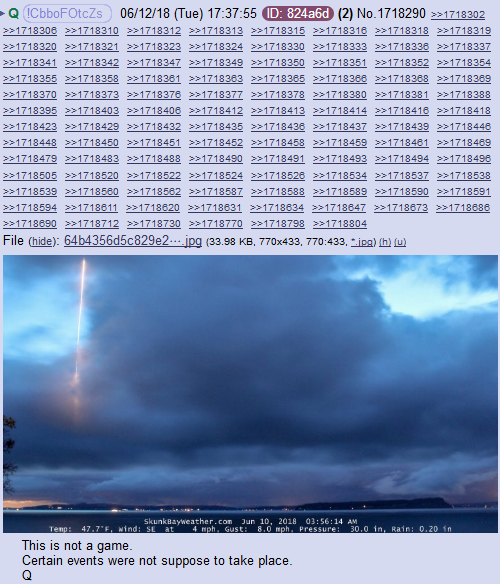 Q !CbboFOtcZs 06/12/18 (Tue) 17:37:55 ID: 824a6d (2) No.1718290 >>1718302
>>1718306 >>1718310 >>1718312 >>1718313 >>1718315 >>1718316 >>1718318 >>1718319
>>1718320 >>1718321 >>1718323 >>1718324 >>1718330 >>1718333 >>1718336 >>1718337
>>1718341 >>1718342 >>1718347 >>1718349 >>1718351 >>1718350 >>1718352 >>1718354
>>1718355 >>1718358 >>1718361 >>1718363 >>1718365 >>1718366 >>1718368 >>1718369
>>1718370 >>1718373 >>1718376 >>1718377 >>1718378 >>1718380 >>1718381 >>1718388
>>1718395 >>1718403 >>1718406 >>1718412 >>1718413 >>1718414 >>1718416 >>1718418
>>1718423 >>1718429 >>1718432 >>1718435 >>1718436 >>1718437 >>1718439 >>1718446
>>1718448 >>1718450 >>1718451 >>1718452 >>1718458 >>1718459 >>1718461 >>1718469
>>1718479 >>1718483 >>1718488 >>1718490 >>1718491 >>1718493 >>1718494 >>1718496
>>1718505 >>1718520 >>1718522 >>1718524 >>1718526 >>1718534 >>1718537 >>1718538
>>1718539 >>1718560 >>1718562 >>1718587 >>1718588 >>1718589 >>1718590 >>1718591
>>1718594 >>1718611 >>1718620 >>1718631 >>1718634 >>1718647 >>1718673 >>1718686
>>1718690 >>1718712 >>1718730 >>1718770 >>1718798 >>1718804
File (hide): 64b4356d5c829e2⋯.jpg (33.98 KB, 770x433, 770:433, *.jpg) (h) (u)
SkunkBayWeather.com Jun 10, 2018 03:56:14 AM
Temp: 47.7°F, Wind: SE at 4 mph, Gust: 8.0 mph, Pressure: 30.0 in, Rain: 0.20 in
This is not a game.
Certain events were not suppose to take place.
Q